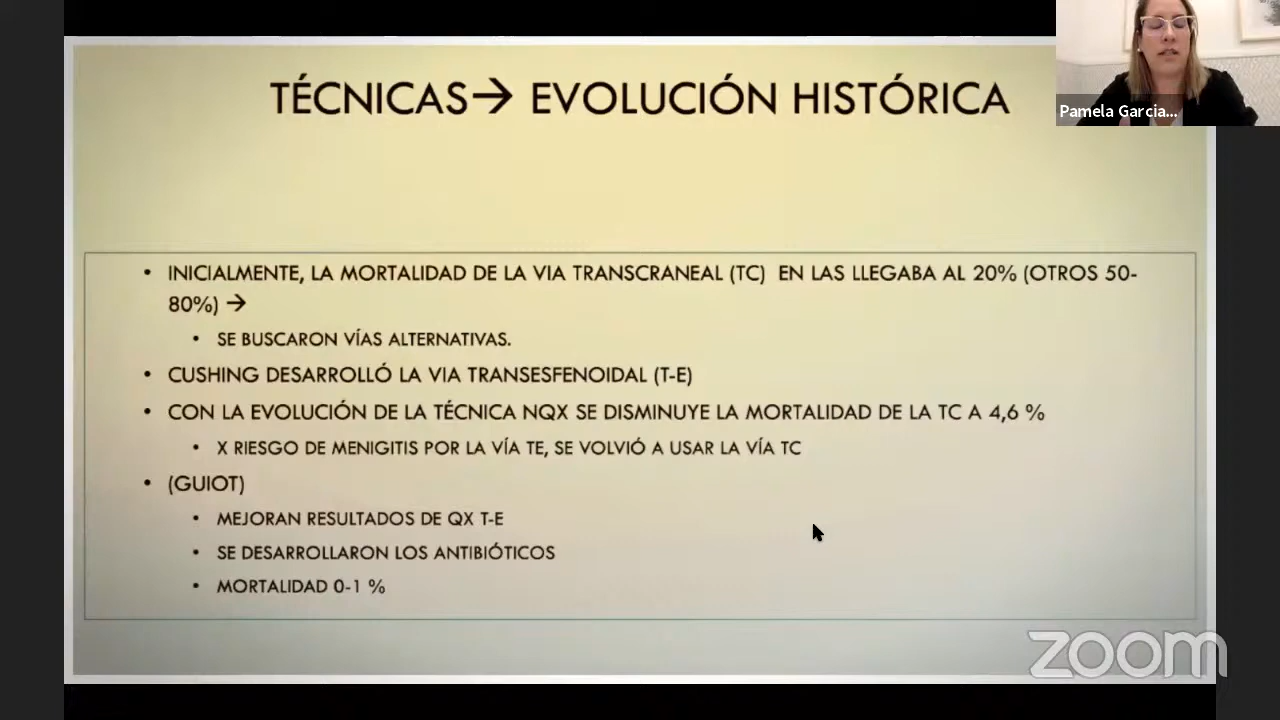 TÉCNICAS→ EVOLUCIÓN HISTÓRICA
Pamela Garcia...
• INICIALMENTE, LA MORTALIDAD DE LA VIA TRANSCRANEAL (TC) EN LAS LLEGABA AL 20% (OTROS 50-
80%) →
• SE BUSCARON VÍAS ALTERNATIVAS.
• CUSHING DESARROLLÓ LA VIA TRANSESFENOIDAL (T-E)
• CON LA EVOLUCIÓN DE LA TÉCNICA NQX SE DISMINUYE LA MORTALIDAD DE LA TC A 4,6 %
• X RIESGO DE MENIGITIS POR LA VÍA TE, SE VOLVIÓ A USAR LA VÍA TC
• (GUIOT)
• MEJORAN RESULTADOS DE QX T-E
• SE DESARROLLARON LOS ANTIBIÓTICOS
• MORTALIDAD 0-1 %
zoom